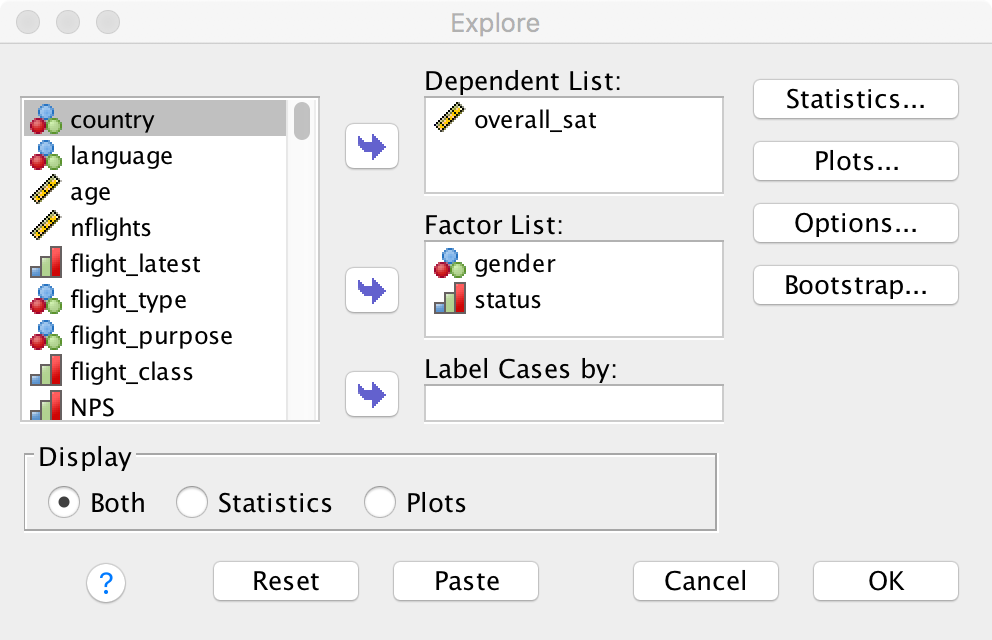 Explore
country
language
age
nflights
flight_latest
flight_type
flight_purpose
flight_class
NPS
Dependent List:
overall_sat
Factor List:
gender
status
Label Cases by:
Statistics...
Plots...
Options...
Bootstrap...
Display
Both Statistics Plots
? Reset Paste Cancel OK